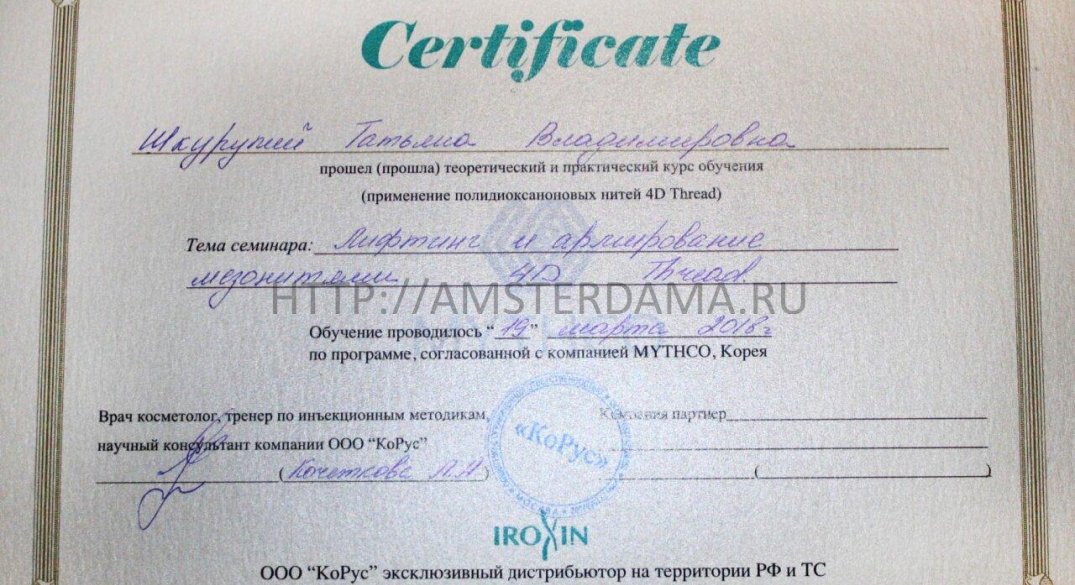 Certificate
Шкурупий Татьяна Владимировна
прошел (прошла) теоретический и практический курс обучения
(применение полидиоксаноновых нитей 4D Thread)
Тема семинара: Лифтинг и армирование
мезонитями 4D Thread.
HTTP://AMSTERDAMA.RU
Обучение проводилось “19” марта 2016 г
по программе, согласованной с компанией MYTHCO, Корея
Врач косметолог, тренер по инъекционным методикам, Компания партнер
научный консультант компании ООО “КоРус”
«КоРус»
(Кочеткова Л.Н) ( )
МОСКВА
IROXIN
ООО “КоРус” эксклюзивный дистрибьютор на территории РФ и ТС